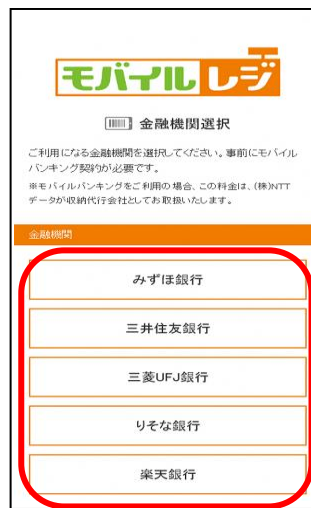 モバイルレジ
金融機関選択
ご利用になる金融機関を選択してください。事前にモバイル
バンキング契約が必要です。
※モバイルバンキングをご利用の場合、この料金は、(株)NTT
データが収納代行会社としてお取扱いたします。
金融機関
みずほ銀行
三井住友銀行
三菱UFJ銀行
りそな銀行
楽天銀行